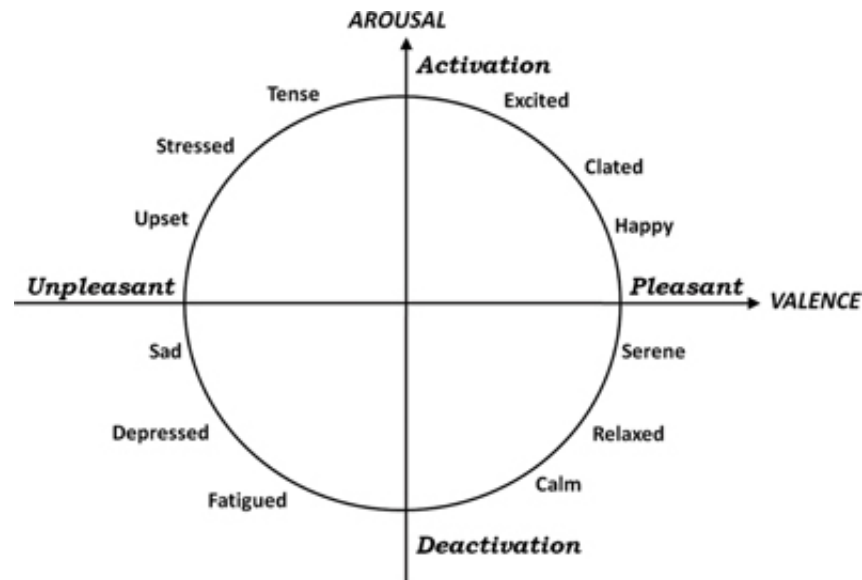 AROUSAL
Activation
Tense
Excited
Stressed
Clated
Upset
Happy
Unpleasant
Pleasant
VALENCE
Sad
Serene
Depressed
Relaxed
Fatigued
Calm
Deactivation